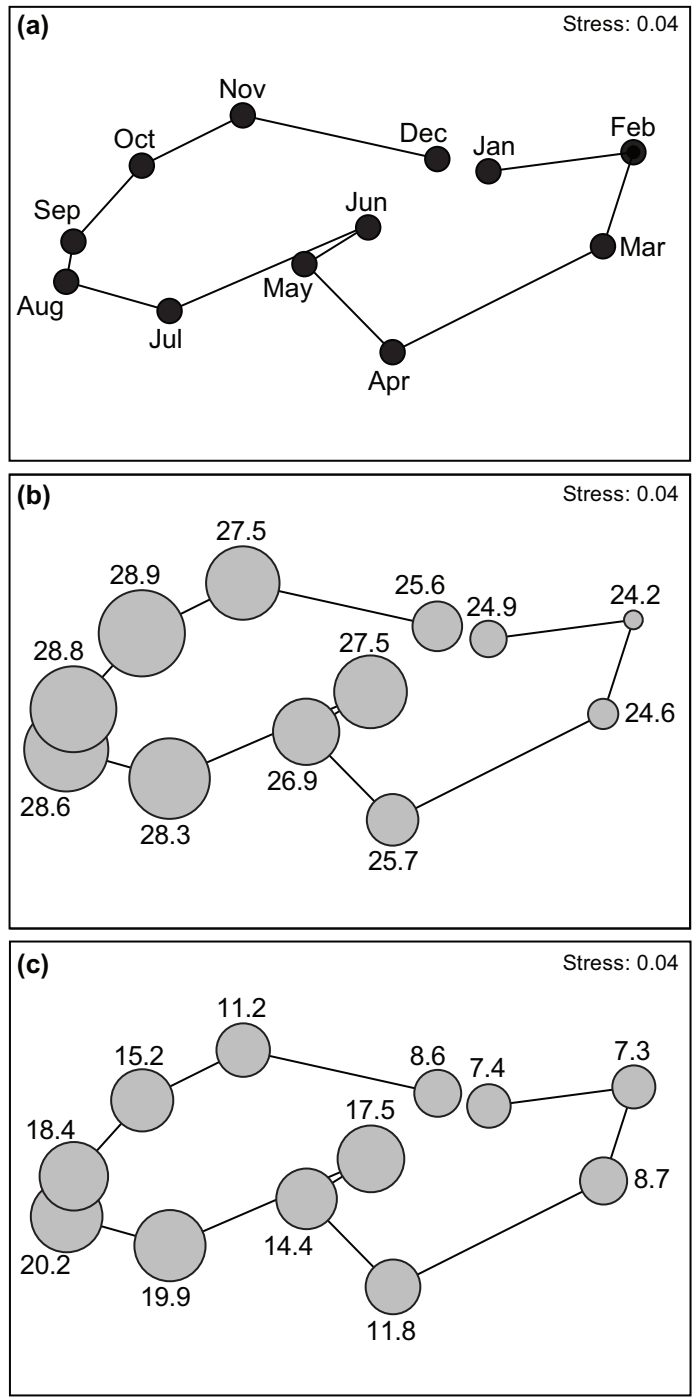 (a)
Stress: 0.04
Nov
Oct
Dec
Jan
Feb
Sep
Jun
Mar
Aug
May
Jul
Apr
(b)
Stress: 0.04
27.5
28.9
25.6
24.9
24.2
28.8
27.5
24.6
26.9
28.6
28.3
25.7
(c)
Stress: 0.04
11.2
15.2
8.6
7.4
7.3
18.4
17.5
8.7
14.4
20.2
19.9
11.8